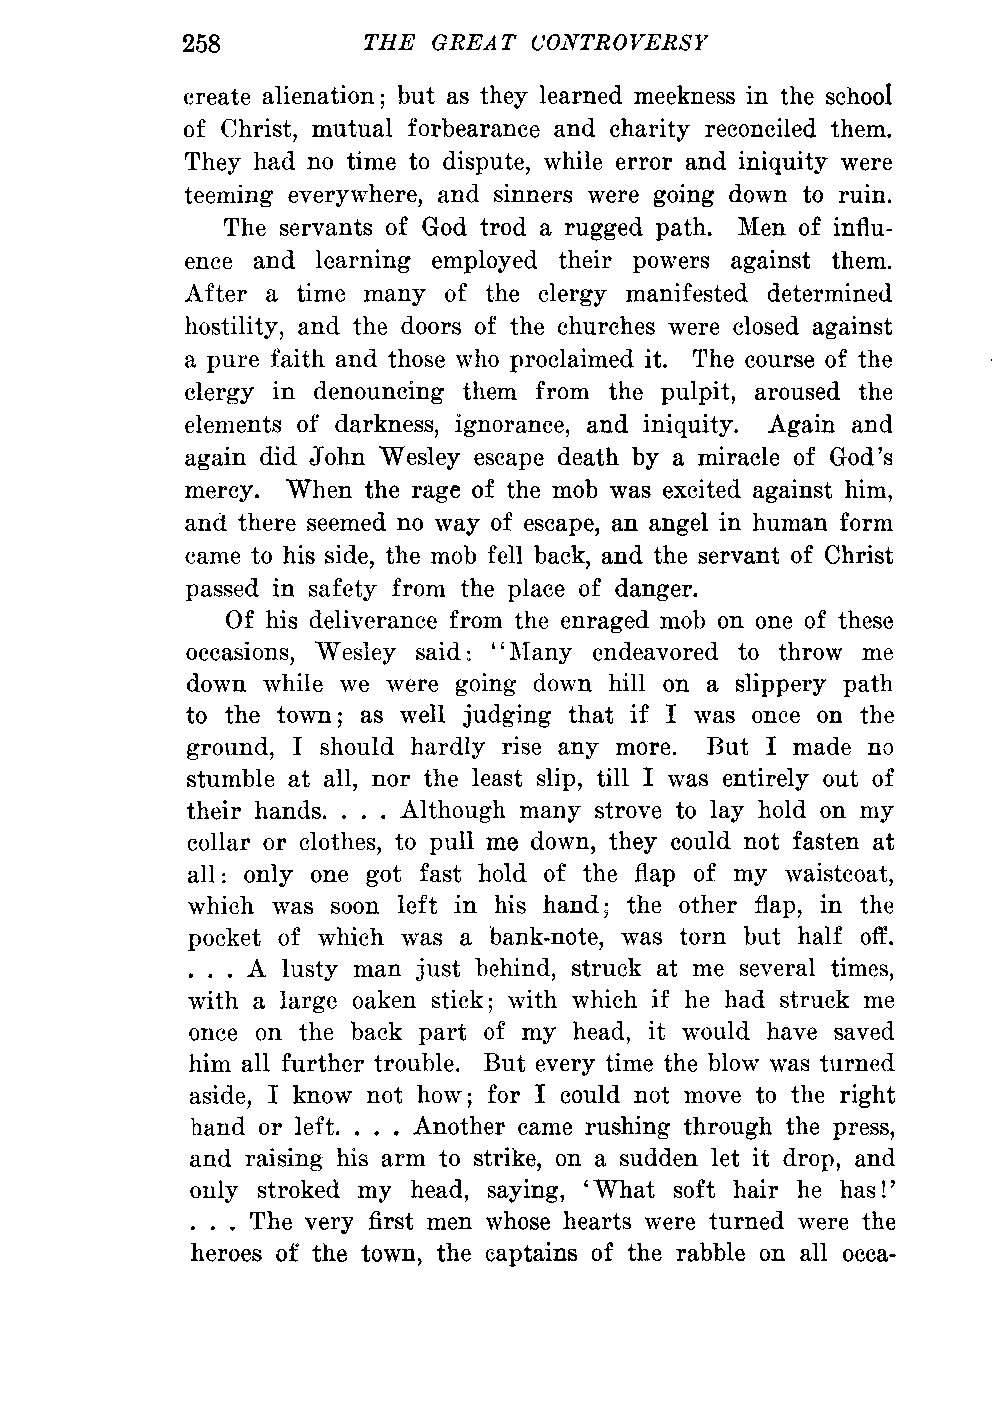 258 THE GREAT CONTROVERSY
create alienation; but as they learned meekness in the school
of Christ, mutual forbearance and charity reconciled them.
They had no time to dispute, while error and iniquity were
teeming everywhere, and sinners were going down to ruin.
The servants of God trod a rugged path. Men of influ-
ence and learning employed their powers against them.
After a time many of the clergy manifested determined
hostility, and the doors of the churches were closed against
a pure faith and those who proclaimed it. The course of the
clergy in denouncing them from the pulpit, aroused the
elements of darkness, ignorance, and iniquity. Again and
again did John Wesley escape death by a miracle of God's
mercy. When the rage of the mob was excited against him,
and there seemed no way of escape, an angel in human form
came to his side, the mob fell back, and the servant of Christ
passed in safety from the place of danger.
Of his deliverance from the enraged mob on one of these
occasions, Wesley said: "Many endeavored to throw me
down while we were going down hill on a slippery path
to the town; as well judging that if I was once on the
ground, I should hardly rise any more. But I made no
stumble at all, nor the least slip, till I was entirely out of
their hands. . . . Although many strove to lay hold on my
collar or clothes, to pull me down, they could not fasten at
all: only one got fast hold of the flap of my waistcoat,
which was soon left in his hand; the other flap, in the
pocket of which was a bank-note, was torn but half off.
. . . A lusty man just behind, struck at me several times,
with a large oaken stick; with which if he had struck me
once on the back part of my head, it would have saved
him all further trouble. But every time the blow was turned
aside, I know not how; for I could not move to the right
hand or left. . . . Another came rushing through the press,
and raising his arm to strike, on a sudden let it drop, and
only stroked my head, saying, 'What soft hair he has!'
. . . The very first men whose hearts were turned were the
heroes of the town, the captains of the rabble on all occa-